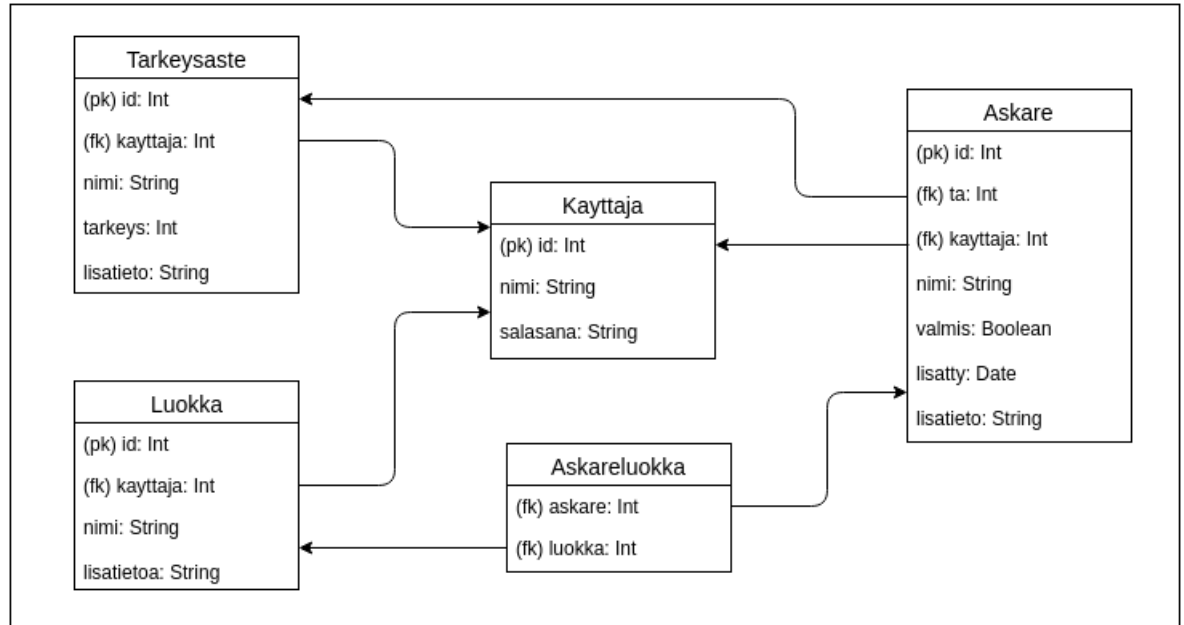 Tarkeysaste
(pk) id: Int
(fk) kayttaja: Int
nimi: String
tarkeys: Int
lisatieto: String
Kayttaja
(pk) id: Int
nimi: String
salasana: String
Askare
(pk) id: Int
(fk) ta: Int
(fk) kayttaja: Int
nimi: String
valmis: Boolean
lisatty: Date
lisatieto: String
Luokka
(pk) id: Int
(fk) kayttaja: Int
nimi: String
lisatietoa: String
Askareluokka
(fk) askare: Int
(fk) luokka: Int